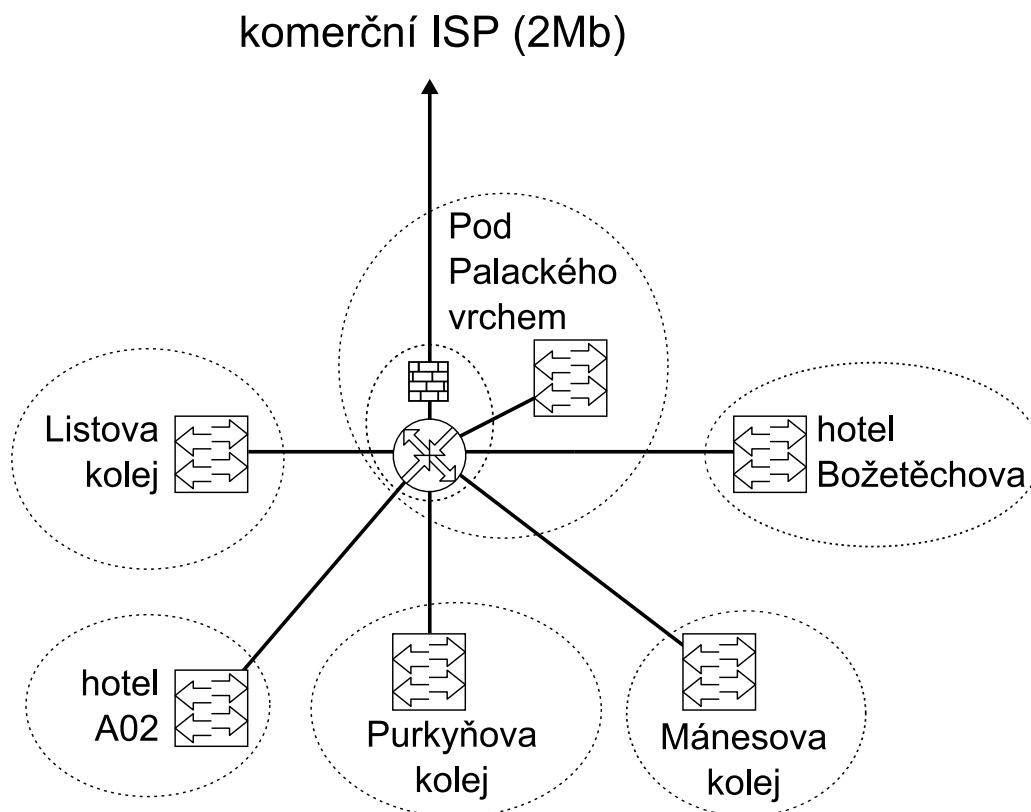 komerční ISP (2Mb)
Pod
Palackého
vrchem
Listova
kolej
hotel
Božetěchova
hotel
A02
Purkyňova
kolej
Mánesova
kolej